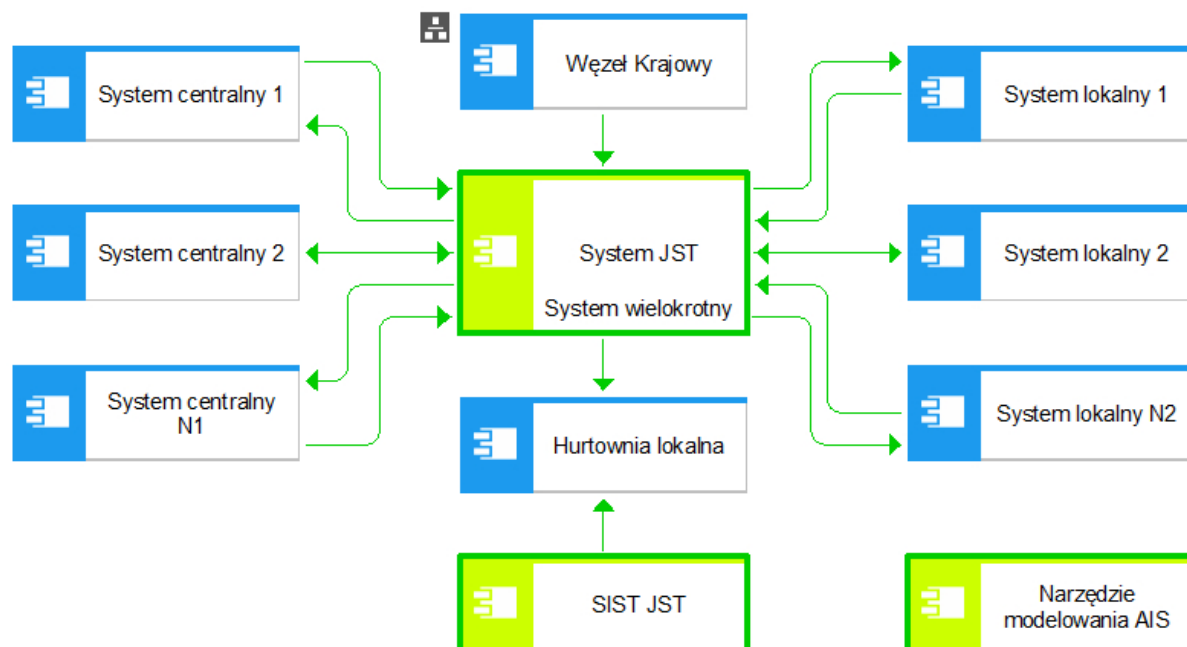 Węzeł Krajowy
System centralny 1
System lokalny 1
System centralny 2
System JST
System wielokrotny
System lokalny 2
System centralny
N1
Hurtownia lokalna
System lokalny N2
SIST JST
Narzędzie
modelowania AIS